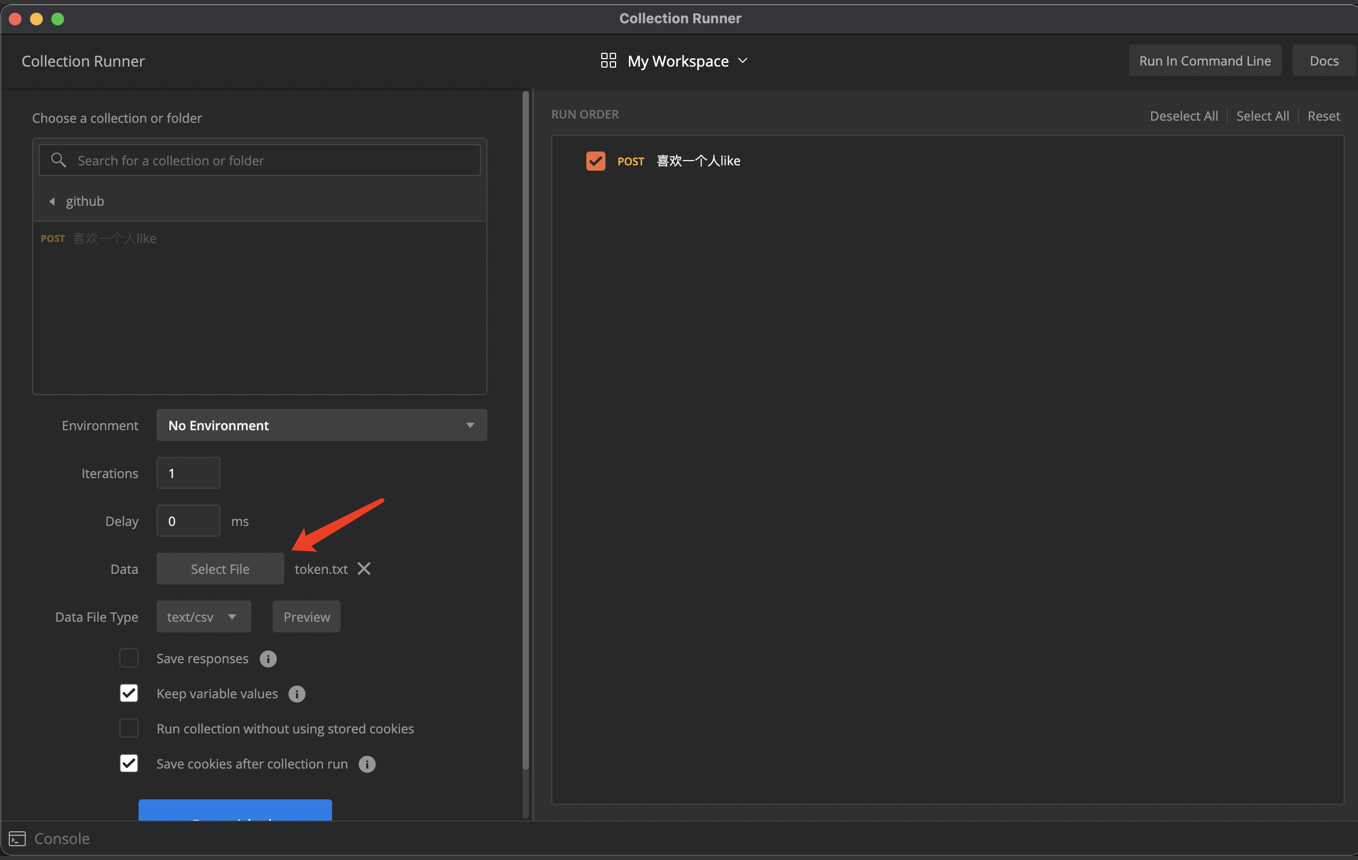 Collection Runner
Collection Runner
My Workspace
Run In Command Line
Docs
Choose a collection or folder
Search for a collection or folder
github
POST 喜欢一个人like
Environment
No Environment
Iterations
1
Delay
0
ms
Data
Select File
token.txt
Data File Type
text/csv
Preview
Save responses
Keep variable values
Run collection without using stored cookies
Save cookies after collection run
RUN ORDER
Deselect All
Select All
Reset
POST 喜欢一个人like
Console